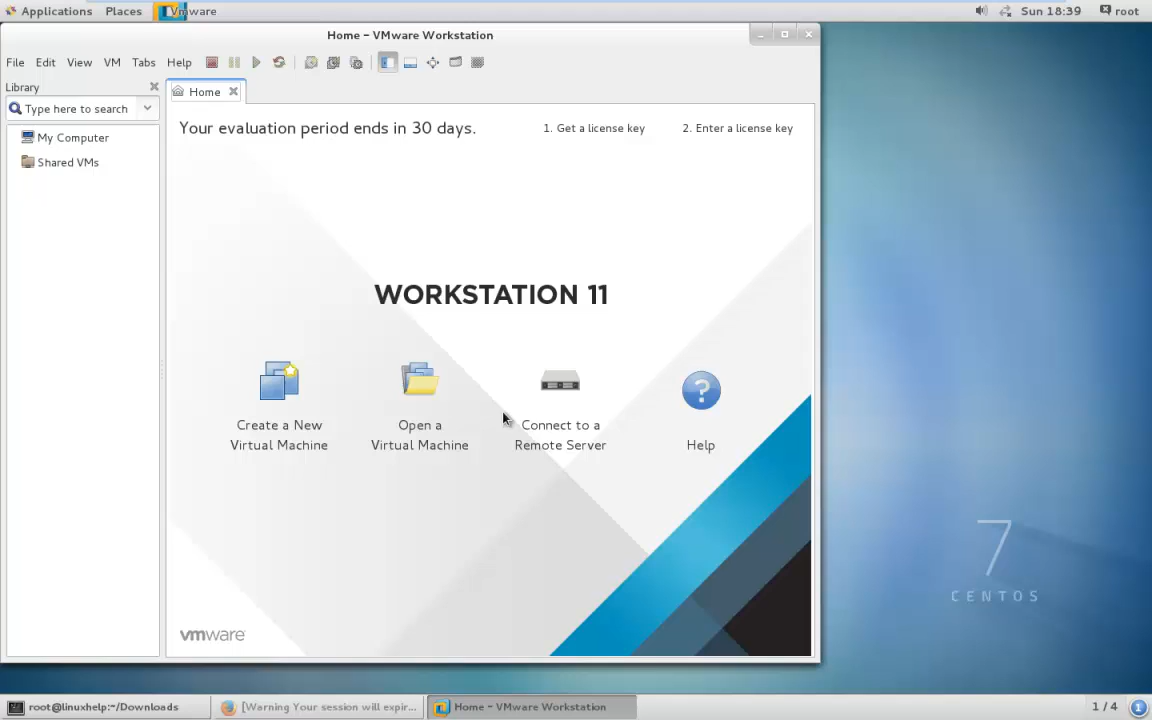 Applications Places Vmware Sun 18:39 root
Home – VMware Workstation
File Edit View VM Tabs Help
Library
Home
Type here to search
My Computer
Shared VMs
Your evaluation period ends in 30 days. 1. Get a license key 2. Enter a license key
WORKSTATION 11
Create a New
Virtual Machine
Open a
Virtual Machine
Connect to a
Remote Server
Help
vmware
7
CENTOS
root@linuxhelp:~/Downloads [Warning Your session will expir... Home – VMware Workstation 1 / 4 1